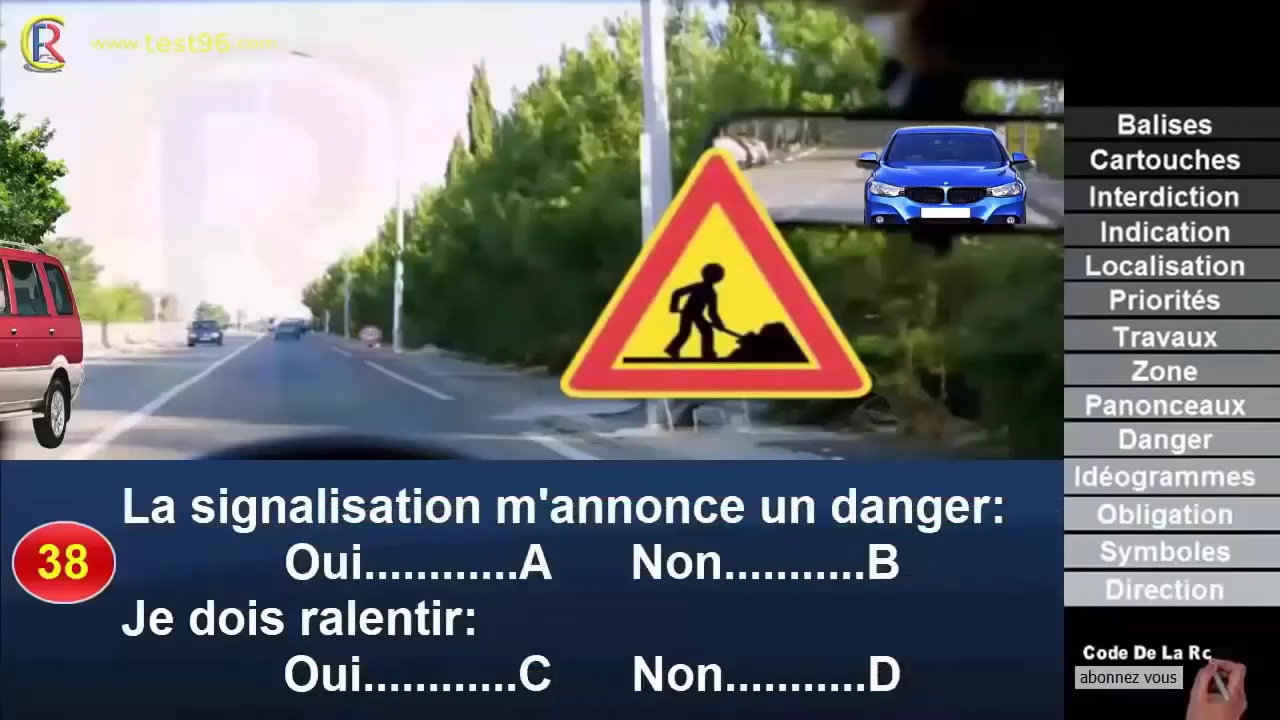 www.test96.com
La signalisation m'annonce un danger:
Oui............A Non...........B
38
Je dois ralentir:
Oui............C Non...........D
Balises
Cartouches
Interdiction
Indication
Localisation
Priorités
Travaux
Zone
Panonceaux
Danger
Idéogrammes
Obligation
Symboles
Direction
Code De La Rc
abonnez vous